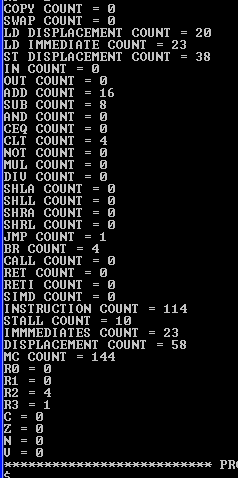 COPY COUNT = 0
SWAP COUNT = 0
LD DISPLACEMENT COUNT = 20
LD IMMEDIATE COUNT = 23
ST DISPLACEMENT COUNT = 38
IN COUNT = 0
OUT COUNT = 0
ADD COUNT = 16
SUB COUNT = 8
AND COUNT = 0
CEQ COUNT = 0
CLT COUNT = 4
NOT COUNT = 0
MUL COUNT = 0
DIV COUNT = 0
SHLA COUNT = 0
SHLL COUNT = 0
SHRA COUNT = 0
SHRL COUNT = 0
JMP COUNT = 1
BR COUNT = 4
CALL COUNT = 0
RET COUNT = 0
RETI COUNT = 0
SIMD COUNT = 0
INSTRUCTION COUNT = 114
STALL COUNT = 10
IMMMEDIATES COUNT = 23
DISPLACEMENT COUNT = 58
MC COUNT = 144
R0 = 0
R1 = 0
R2 = 4
R3 = 1
C = 0
Z = 0
N = 0
V = 0
************************** PRO
$